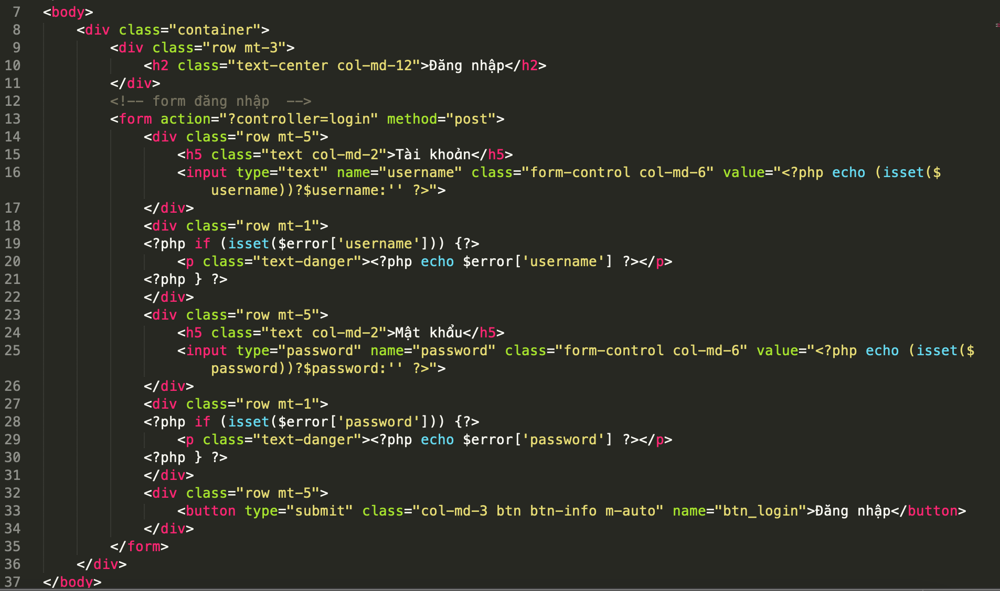 7 <body>
8 <div class="container">
9 <div class="row mt-3">
10 <h2 class="text-center col-md-12">Đăng nhập</h2>
11 </div>
12 <!-- form đăng nhập  -->
13 <form action="?controller=login" method="post">
14 <div class="row mt-5">
15 <h5 class="text col-md-2">Tài khoản</h5>
16 <input type="text" name="username" class="form-control col-md-6" value="<?php echo (isset($
username))?$username:'' ?>">
17 </div>
18 <div class="row mt-1">
19 <?php if (isset($error['username'])) {?>
20 <p class="text-danger"><?php echo $error['username'] ?></p>
21 <?php } ?>
22 </div>
23 <div class="row mt-5">
24 <h5 class="text col-md-2">Mật khẩu</h5>
25 <input type="password" name="password" class="form-control col-md-6" value="<?php echo (isset($
password))?$password:'' ?>">
26 </div>
27 <div class="row mt-1">
28 <?php if (isset($error['password'])) {?>
29 <p class="text-danger"><?php echo $error['password'] ?></p>
30 <?php } ?>
31 </div>
32 <div class="row mt-5">
33 <button type="submit" class="col-md-3 btn btn-info m-auto" name="btn_login">Đăng nhập</button>
34 </div>
35 </form>
36 </div>
37 </body>